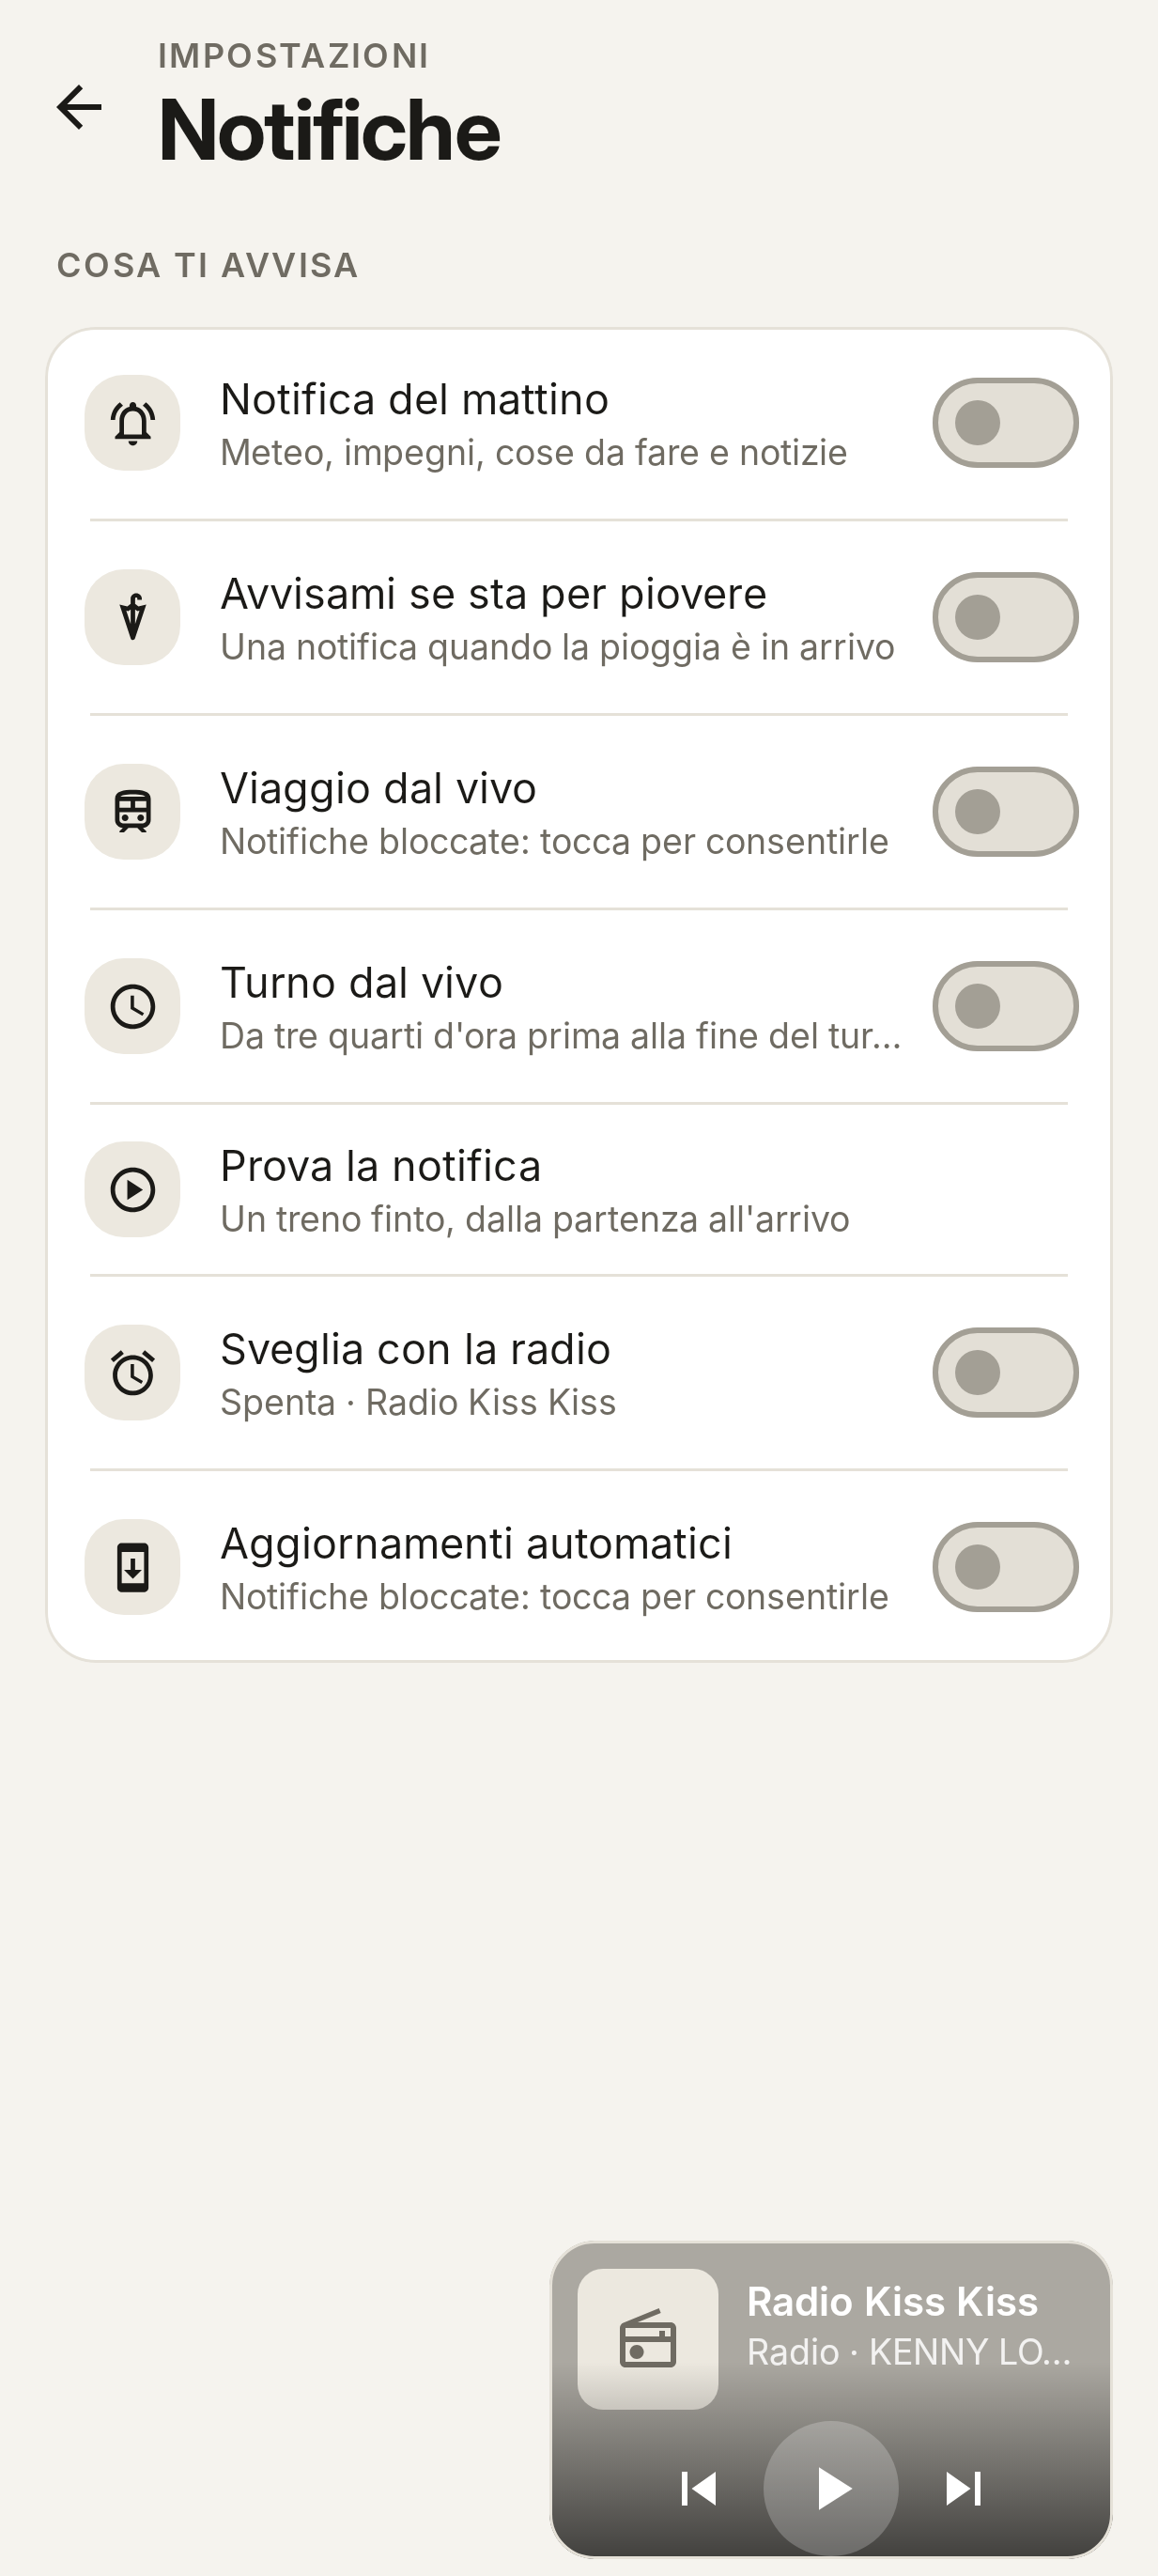 IMPOSTAZIONI
Notifiche
COSA TI AVVISA
Notifica del mattino
Meteo, impegni, cose da fare e notizie
Avvisami se sta per piovere
Una notifica quando la pioggia è in arrivo
Viaggio dal vivo
Notifiche bloccate: tocca per consentirle
Turno dal vivo
Da tre quarti d'ora prima alla fine del tur...
Prova la notifica
Un treno finto, dalla partenza all'arrivo
Sveglia con la radio
Spenta · Radio Kiss Kiss
Aggiornamenti automatici
Notifiche bloccate: tocca per consentirle
Radio Kiss Kiss
Radio · KENNY LO...